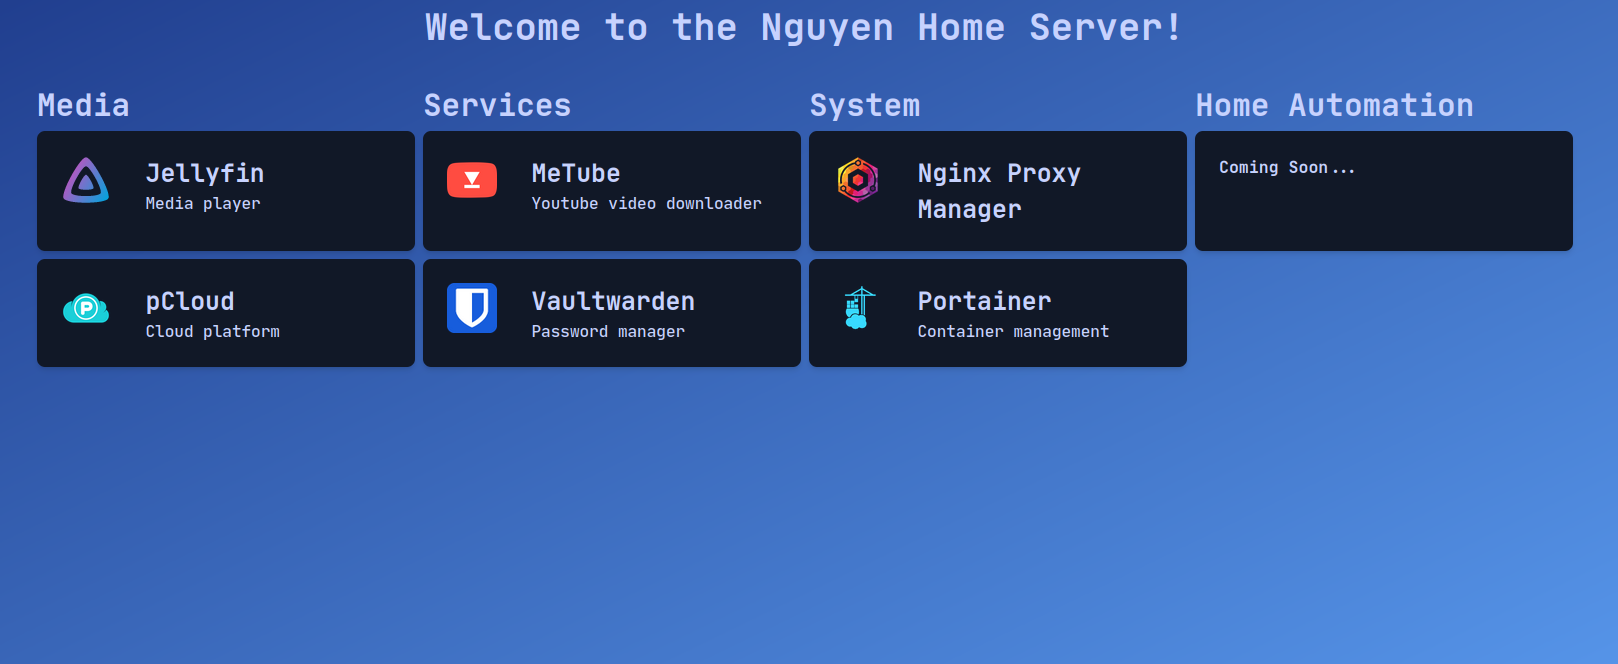 Welcome to the Nguyen Home Server!
Media
Jellyfin
Media player
pCloud
Cloud platform
Services
MeTube
Youtube video downloader
Vaultwarden
Password manager
System
Nginx Proxy
Manager
Portainer
Container management
Home Automation
Coming Soon...